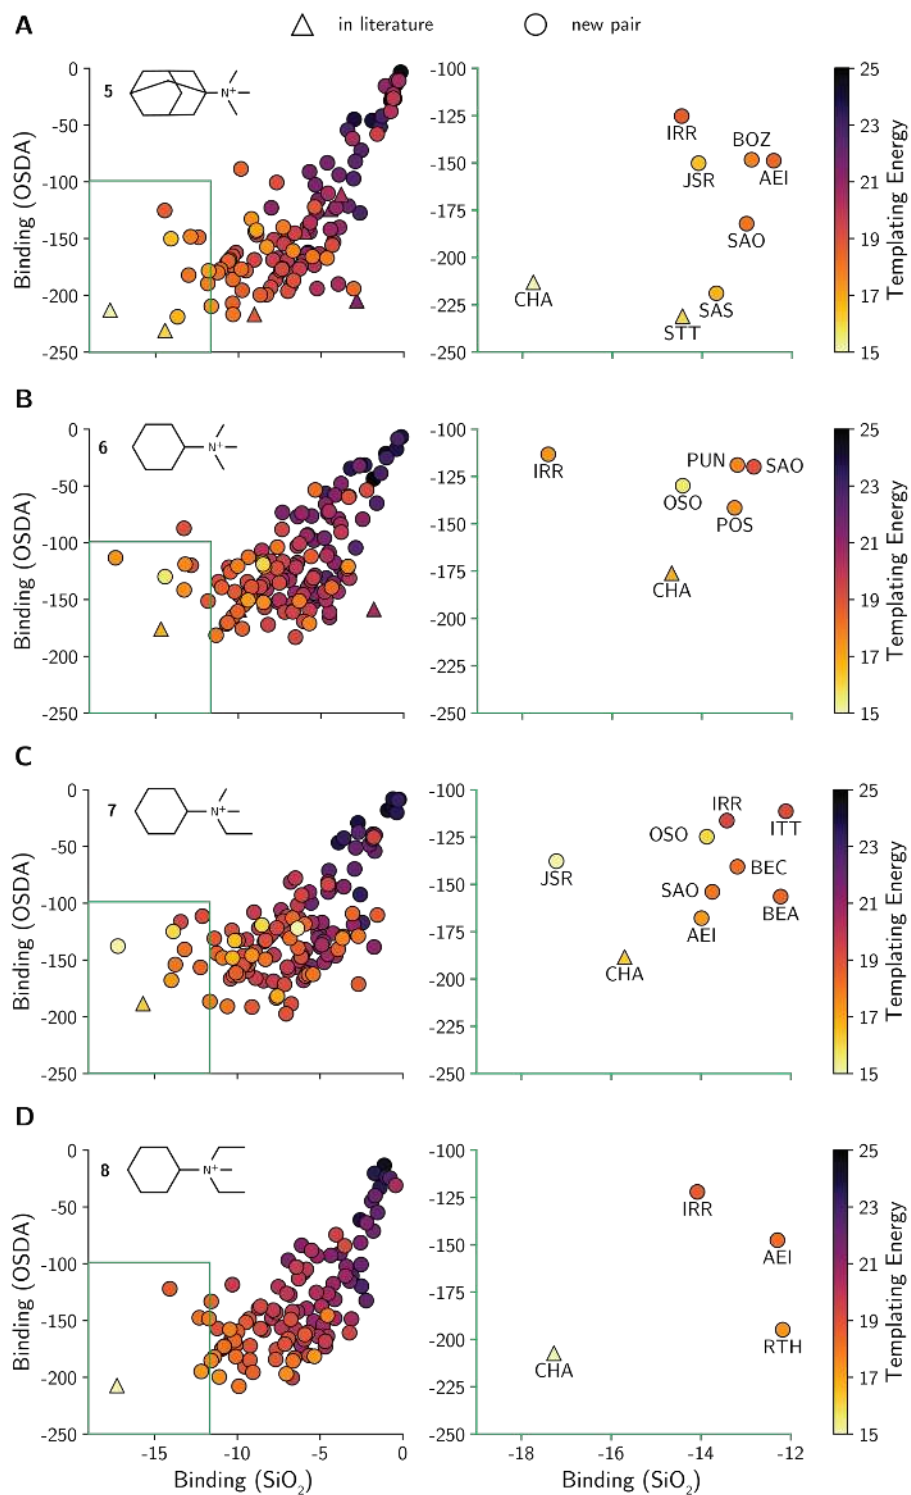 A
in literature
new pair
5
N+
Binding (OSDA)
0
-50
-100
-150
-200
-250
-100
-125
-150
-175
-200
-225
-250
IRR
BOZ
JSR
AEI
SAO
CHA
SAS
STT
25
23
21
19
17
15
Templating Energy
B
6
N+
Binding (OSDA)
0
-50
-100
-150
-200
-250
-100
-125
-150
-175
-200
-225
-250
IRR
PUN
SAO
OSO
POS
CHA
25
23
21
19
17
15
Templating Energy
C
7
N+
Binding (OSDA)
0
-50
-100
-150
-200
-250
-100
-125
-150
-175
-200
-225
-250
IRR
ITT
OSO
JSR
BEC
SAO
BEA
AEI
CHA
25
23
21
19
17
15
Templating Energy
D
8
N+
Binding (OSDA)
0
-50
-100
-150
-200
-250
-15
-10
-5
0
Binding (SiO₂)
-100
-125
-150
-175
-200
-225
-250
IRR
AEI
RTH
CHA
-18
-16
-14
-12
Binding (SiO₂)
25
23
21
19
17
15
Templating Energy